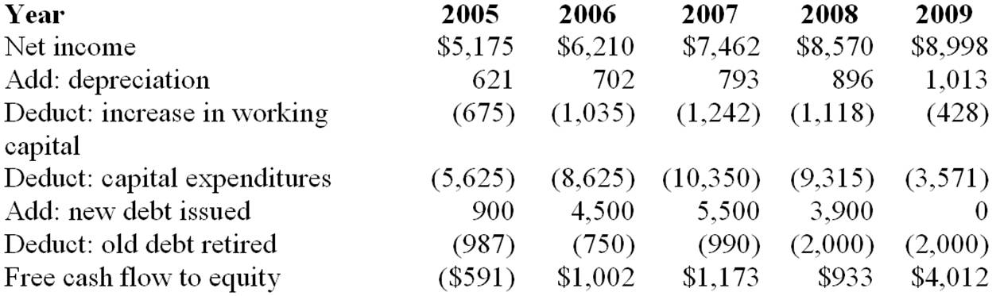 Year 2005 2006 2007 2008 2009
Net income $5,175 $6,210 $7,462 $8,570 $8,998
Add: depreciation 621 702 793 896 1,013
Deduct: increase in working (675) (1,035) (1,242) (1,118) (428)
capital
Deduct: capital expenditures (5,625) (8,625) (10,350) (9,315) (3,571)
Add: new debt issued 900 4,500 5,500 3,900 0
Deduct: old debt retired (987) (750) (990) (2,000) (2,000)
Free cash flow to equity ($591) $1,002 $1,173 $933 $4,012